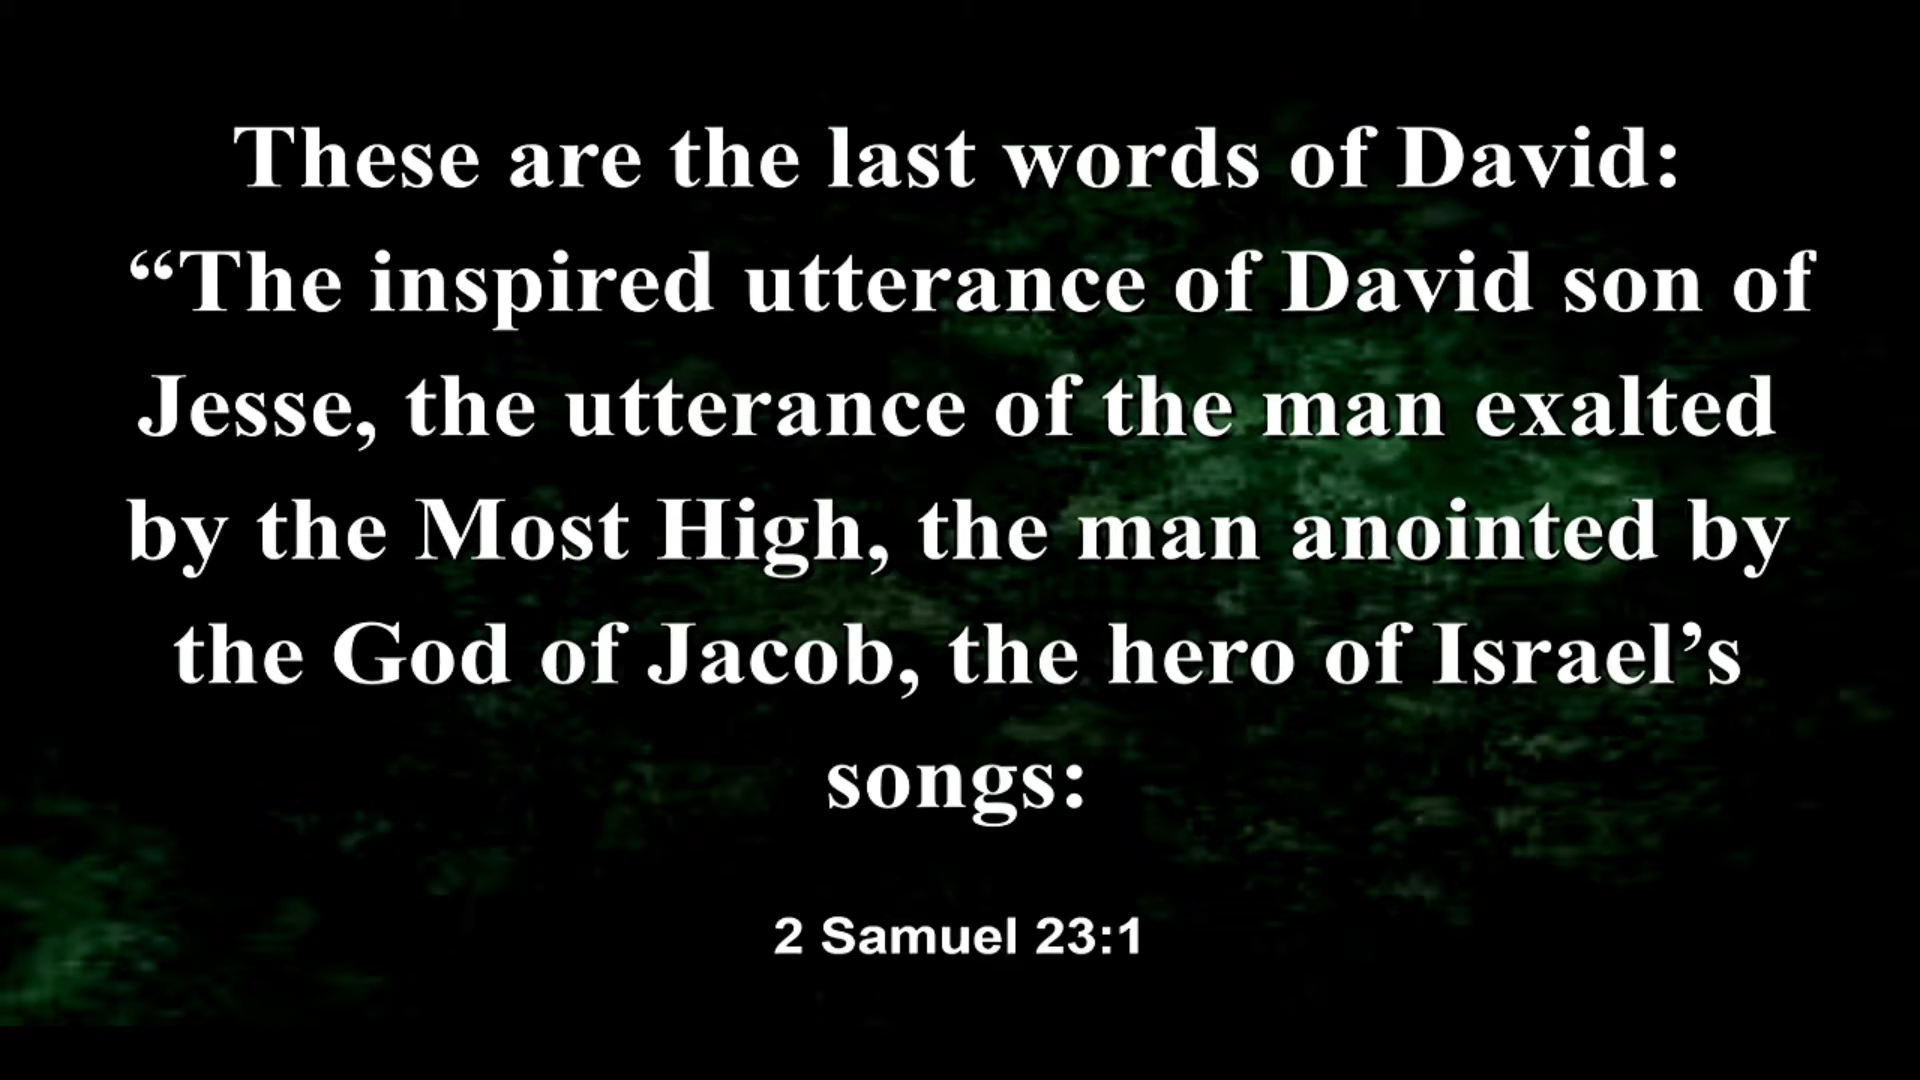 These are the last words of David:
“The inspired utterance of David son of
Jesse, the utterance of the man exalted
by the Most High, the man anointed by
the God of Jacob, the hero of Israel’s
songs:
2 Samuel 23:1